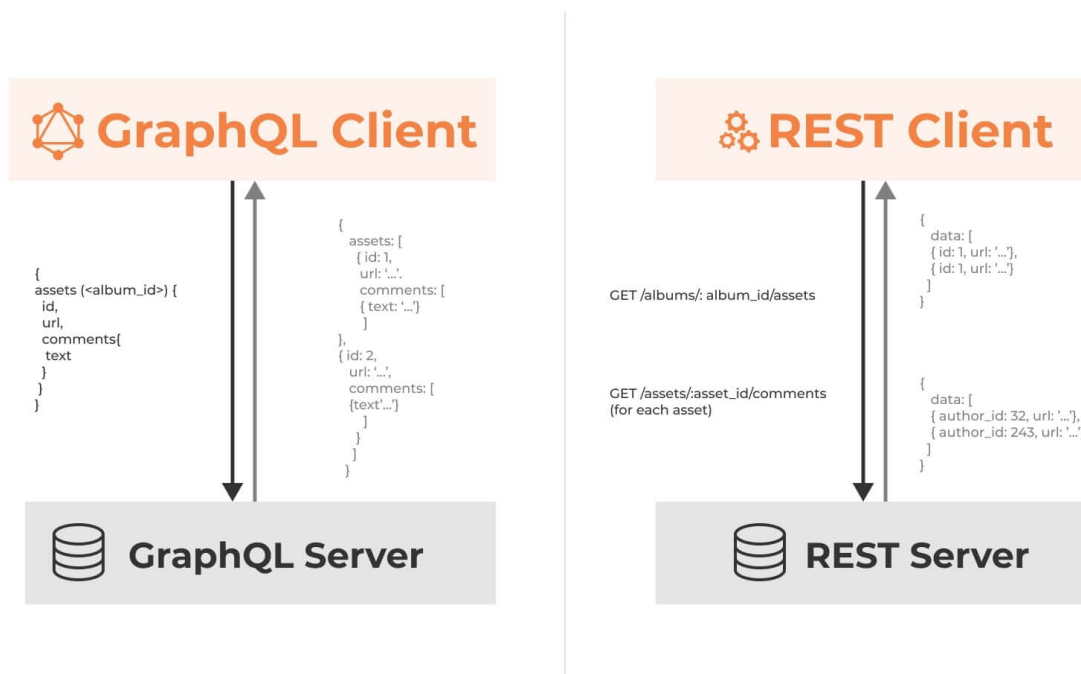 GraphQL Client
{
assets (<album_id>) {
id,
url,
comments{
text
}
}
}
{
assets: [
{ id: 1,
url: ‘...’.
comments: [
{ text: ‘...’}
]
},
{ id: 2,
url: ‘...’,
comments: [
{text’...’}
]
}
]
}
GraphQL Server
REST Client
GET /albums/: album_id/assets
{
data: [
{ id: 1, url: ’...’},
{ id: 1, url: ’...’}
]
}
GET /assets/:asset_id/comments
(for each asset)
{
data: [
{ author_id: 32, url: ’...’},
{ author_id: 243, url: ’...’
]
}
REST Server